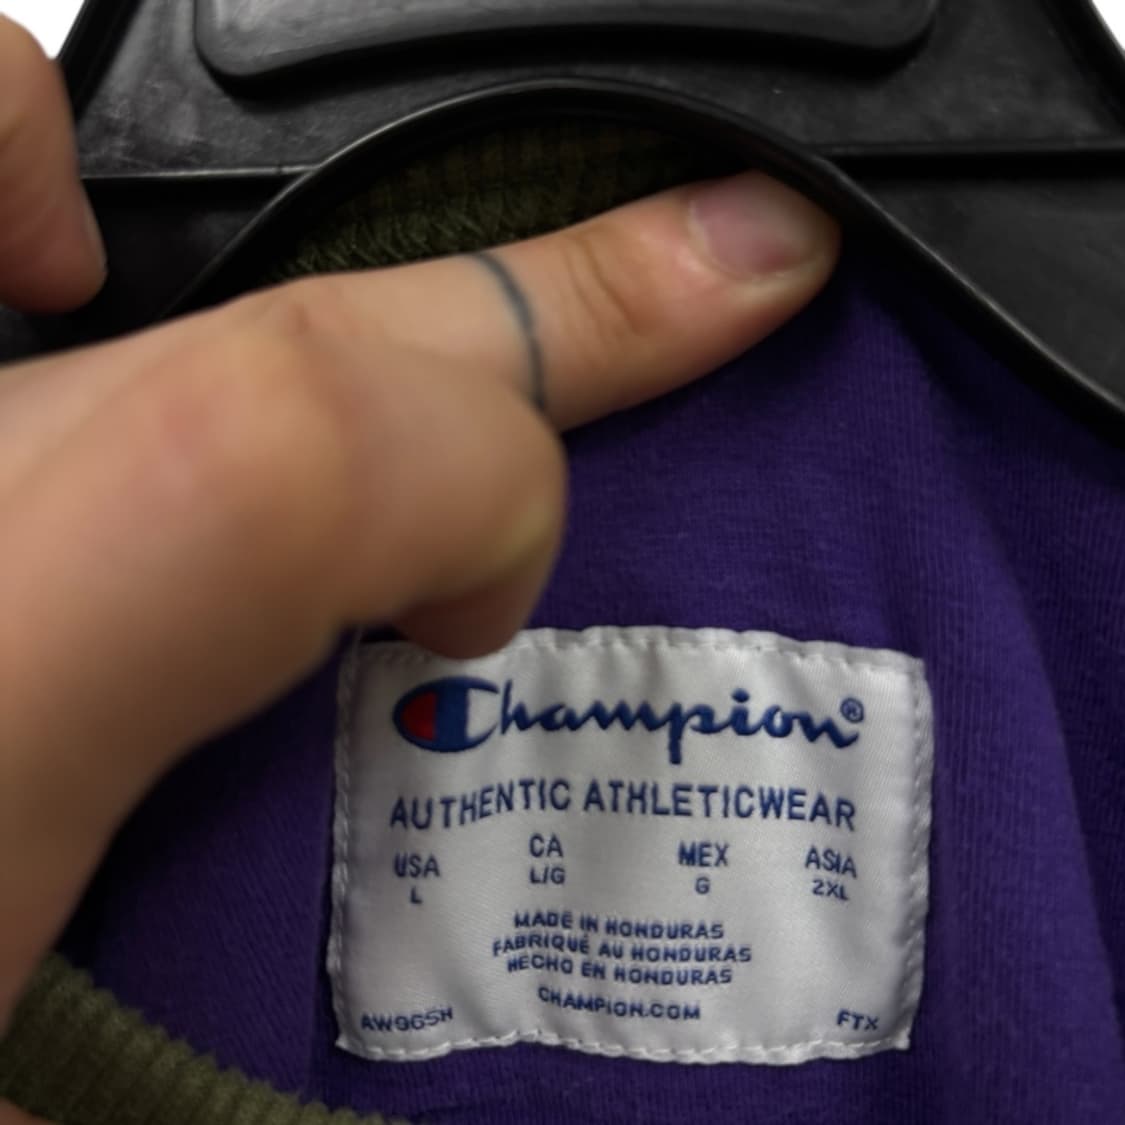 Champion®
AUTHENTIC ATHLETICWEAR
USA CA MEX ASIA
L L/G G 2XL
MADE IN HONDURAS
FABRIQUÉ AU HONDURAS
HECHO EN HONDURAS
CHAMPION.COM
AW96SH FTX